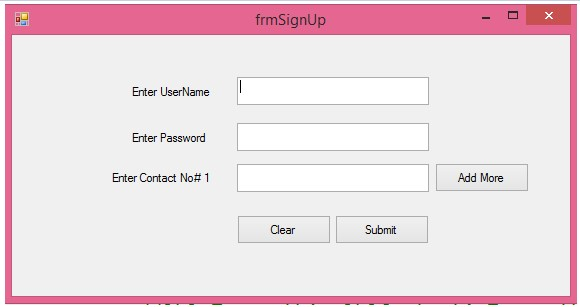 frmSignUp
Enter UserName
Enter Password
Enter Contact No# 1
Add More
Clear
Submit